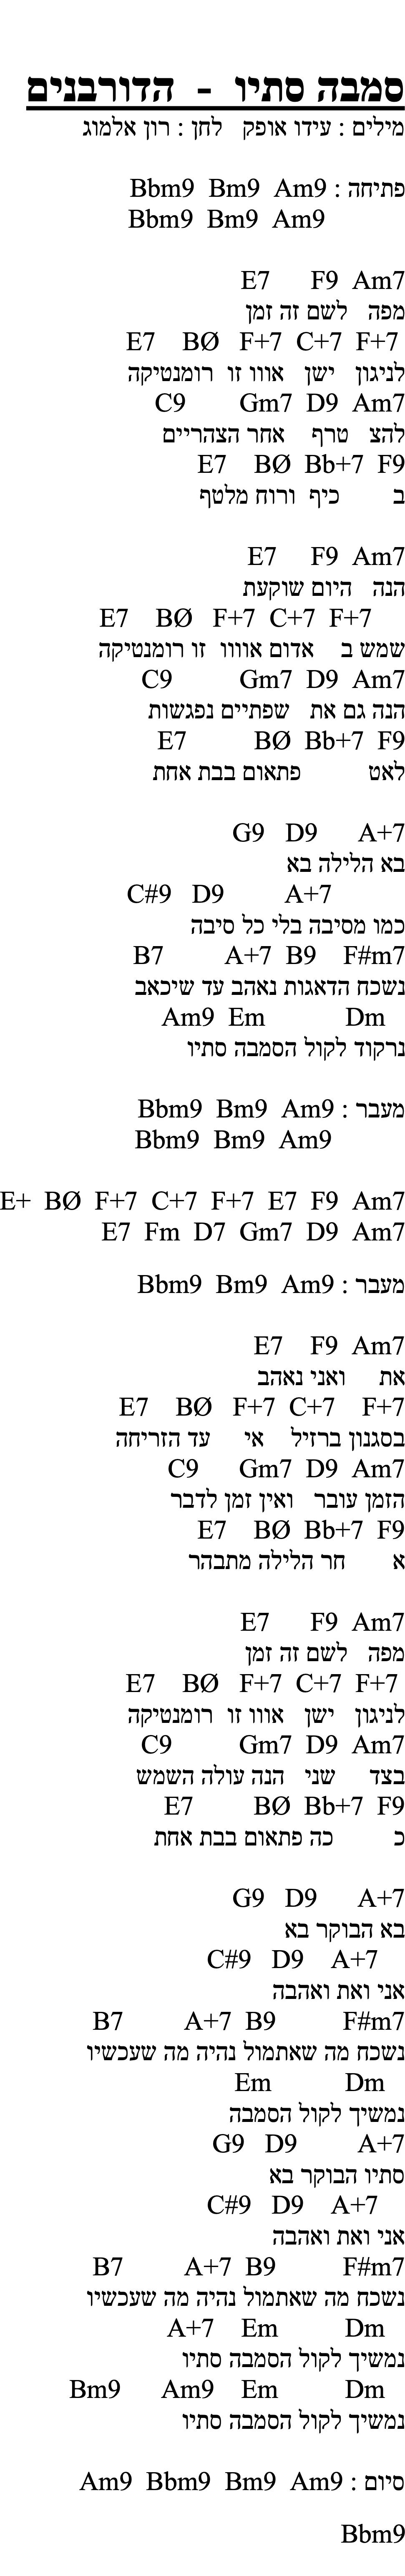 סמבה סתיו - הדורבנים
מילים : עידו אופק לחן : רון אלמוג
פתיחה : Bbm9 Bm9 Am9
Bbm9 Bm9 Am9
E7 F9 Am7
מפה לשם זה זמן
E7 BØ F+7 C+7 F+7
לניגון ישן אווו זו רומנטיקה
C9 Gm7 D9 Am7
להצ טרף אחר הצהריים
E7 BØ Bb+7 F9
ב כיף ורוח מלטף
E7 F9 Am7
הנה היום שוקעת
E7 BØ F+7 C+7 F+7
שמש ב אדום אוווו זו רומנטיקה
C9 Gm7 D9 Am7
הנה גם את שפתיים נפגשות
E7 BØ Bb+7 F9
לאט פתאום בבת אחת
G9 D9 A+7
בא הלילה בא
C#9 D9 A+7
כמו מסיבה בלי כל סיבה
B7 A+7 B9 F#m7
נשכח הדאגות נאהב עד שיכאב
Am9 Em Dm
נרקוד לקול הסמבה סתיו
מעבר : Bbm9 Bm9 Am9
Bbm9 Bm9 Am9
E+ BØ F+7 C+7 F+7 E7 F9 Am7
E7 Fm D7 Gm7 D9 Am7
מעבר : Bbm9 Bm9 Am9
E7 F9 Am7
את ואני נאהב
E7 BØ F+7 C+7 F+7
בסגנון ברזיל אי עד הזריחה
C9 Gm7 D9 Am7
הזמן עובר ואין זמן לדבר
E7 BØ Bb+7 F9
א חר הלילה מתבהר
E7 F9 Am7
מפה לשם זה זמן
E7 BØ F+7 C+7 F+7
לניגון ישן אווו זו רומנטיקה
C9 Gm7 D9 Am7
בצד שני הנה עולה השמש
E7 BØ Bb+7 F9
כ כה פתאום בבת אחת
G9 D9 A+7
בא הבוקר בא
C#9 D9 A+7
אני ואת ואהבה
B7 A+7 B9 F#m7
נשכח מה שאתמול נהיה מה שעכשיו
Em Dm
נמשיך לקול הסמבה
G9 D9 A+7
סתיו הבוקר בא
C#9 D9 A+7
אני ואת ואהבה
B7 A+7 B9 F#m7
נשכח מה שאתמול נהיה מה שעכשיו
A+7 Em Dm
נמשיך לקול הסמבה סתיו
Bm9 Am9 Em Dm
נמשיך לקול הסמבה סתיו
סיום : Am9 Bbm9 Bm9 Am9
Bbm9